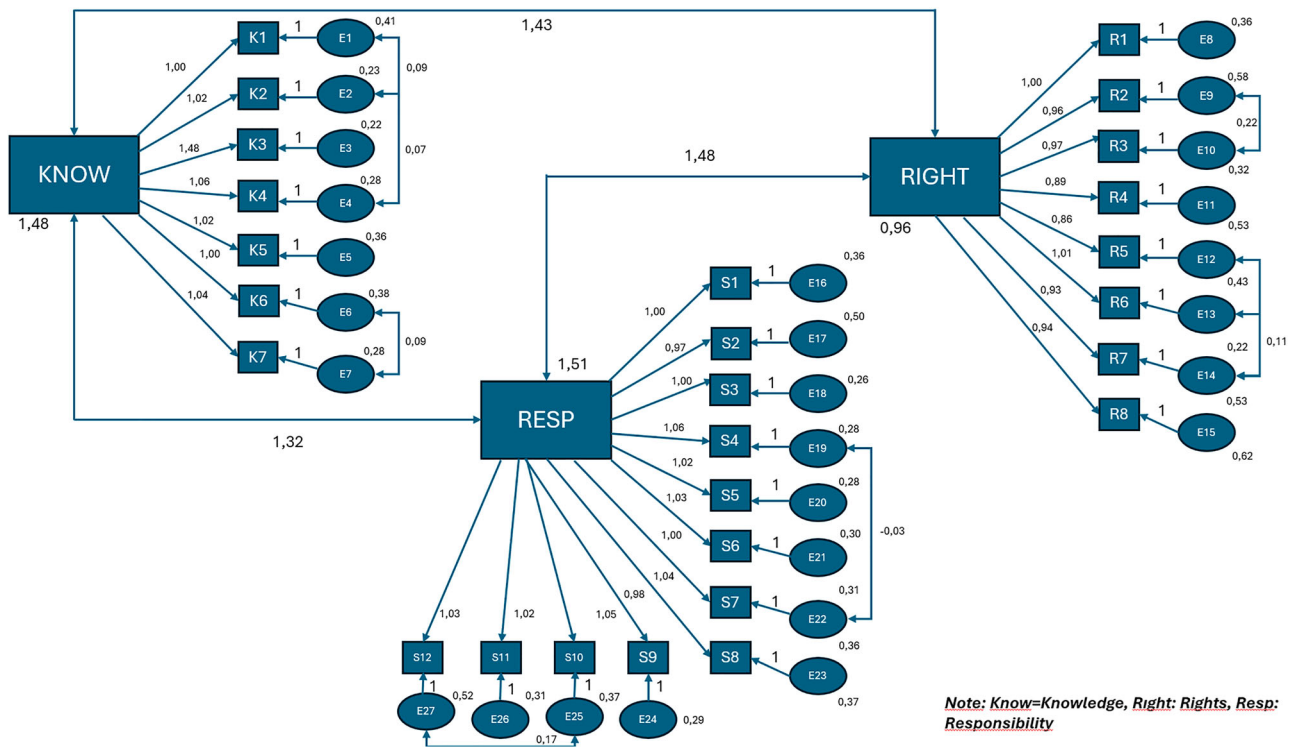 1,43
K1
1
E1
0,41
0,09
1,00
K2
1
E2
0,23
1,02
K3
1
E3
0,22
1,48
0,07
K4
1
E4
0,28
1,06
K5
1
E5
0,36
1,02
K6
1
E6
0,38
1,00
0,09
K7
1
E7
0,28
1,04
KNOW
1,48
1,48
1,32
RIGHT
0,96
R1
1
E8
0,36
1,00
R2
1
E9
0,58
0,96
0,22
R3
1
E10
0,32
0,97
R4
1
E11
0,53
0,89
R5
1
E12
0,43
0,86
R6
1
E13
0,22
1,01
0,11
R7
1
E14
0,53
0,93
R8
1
E15
0,62
0,94
1,51
RESP
S1
1
E16
0,36
1,00
S2
1
E17
0,50
0,97
S3
1
E18
0,26
1,00
S4
1
E19
0,28
1,06
S5
1
E20
0,28
1,02
-0,03
S6
1
E21
0,30
1,03
S7
1
E22
0,31
1,00
0,36
S8
1
E23
0,37
1,04
0,98
1,03
1,02
1,05
S12
S11
S10
S9
1
1
1
1
E27
0,52
E26
0,31
E25
0,37
E24
0,29
0,17
Note: Know=Knowledge, Rıght: Rights, Resp:
Responsibility